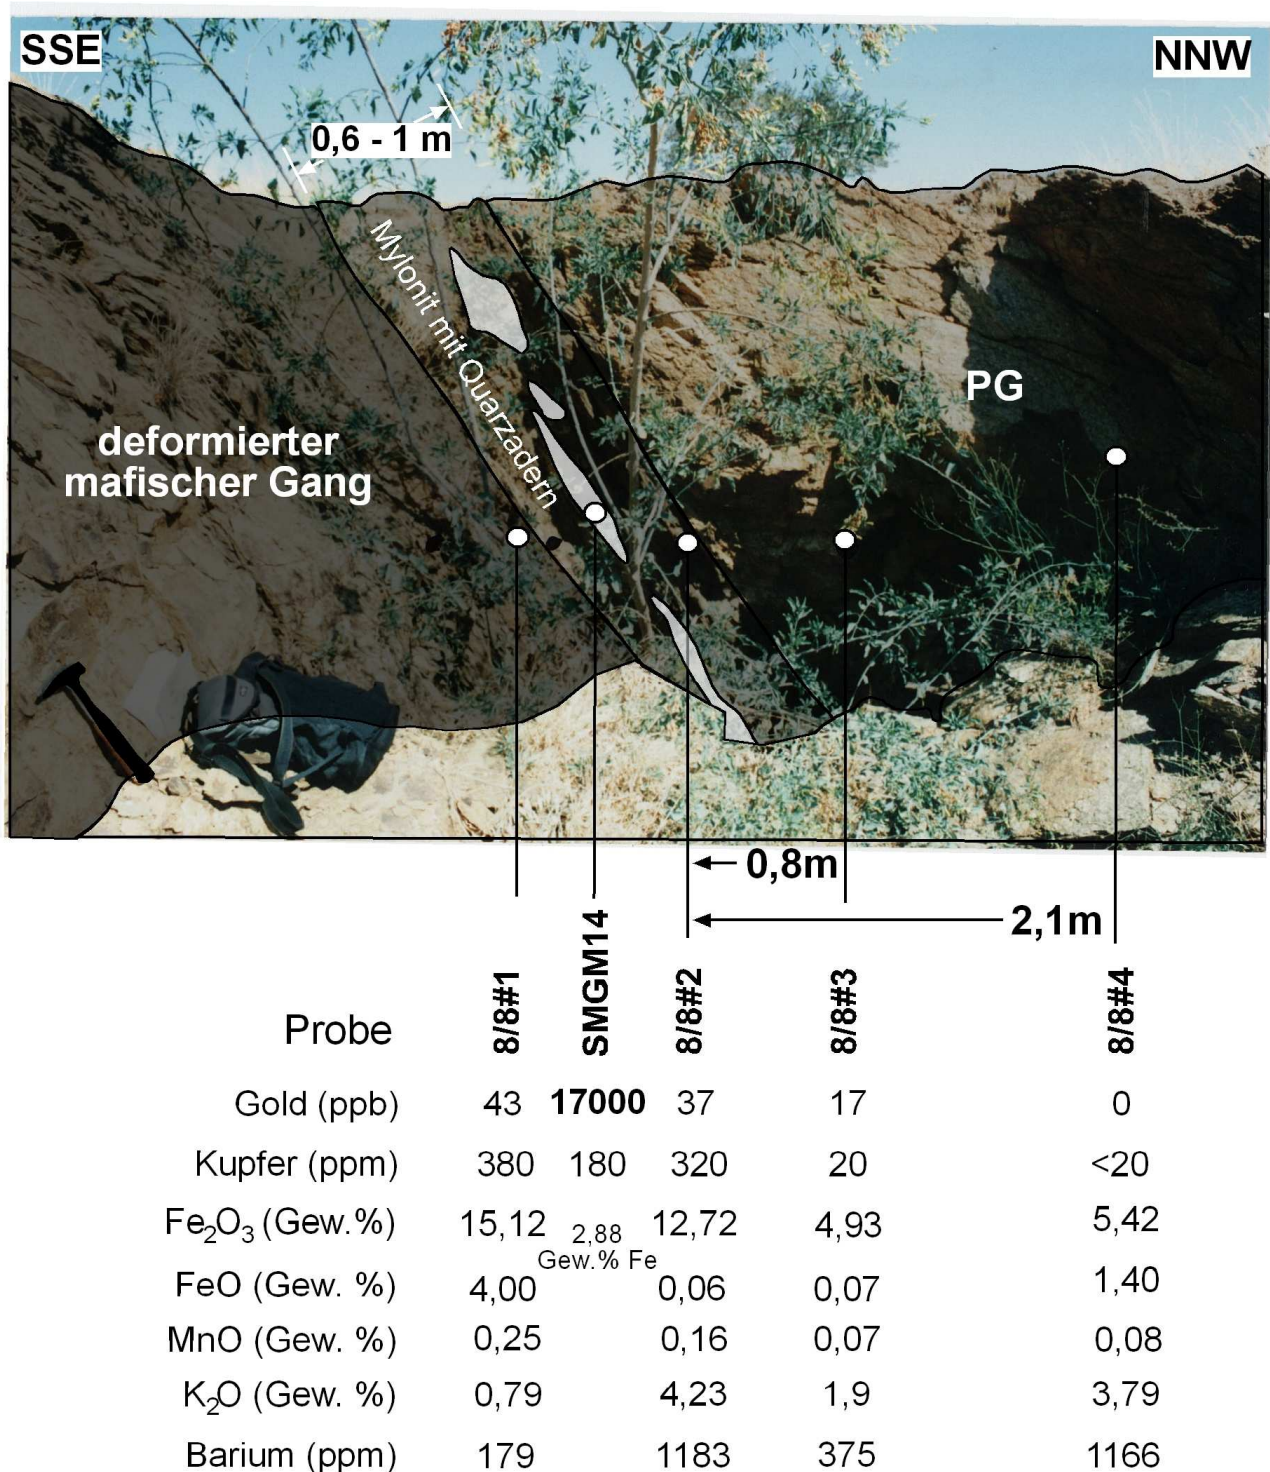 SSE
NNW
0,6 - 1 m
Mylonit mit Quarzadern
PG
deformierter
mafischer Gang
0,8m
2,1m
Probe 8/8#1 SMGM14 8/8#2 8/8#3 8/8#4
Gold (ppb) 43 17000 37 17 0
Kupfer (ppm) 380 180 320 20 <20
Fe2O3 (Gew.%) 15,12 2,88 12,72 4,93 5,42
Gew.% Fe
FeO (Gew. %) 4,00 0,06 0,07 1,40
MnO (Gew. %) 0,25 0,16 0,07 0,08
K2O (Gew. %) 0,79 4,23 1,9 3,79
Barium (ppm) 179 1183 375 1166